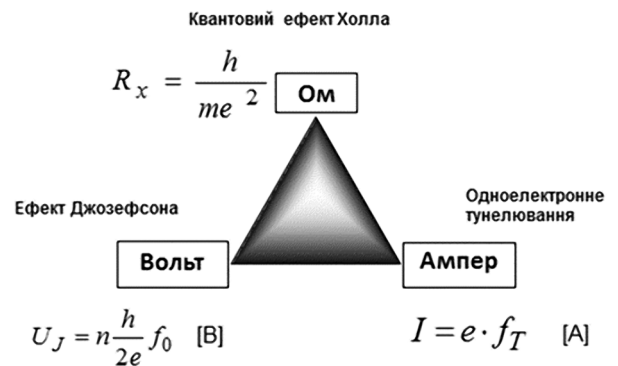 Квантовий ефект Холла
R_x = h / me^2
Ом
Ефект Джозефсона
Одноелектронне
тунелювання
Вольт
Ампер
U_J = n h/2e f_0 [В]
I = e · f_T [A]